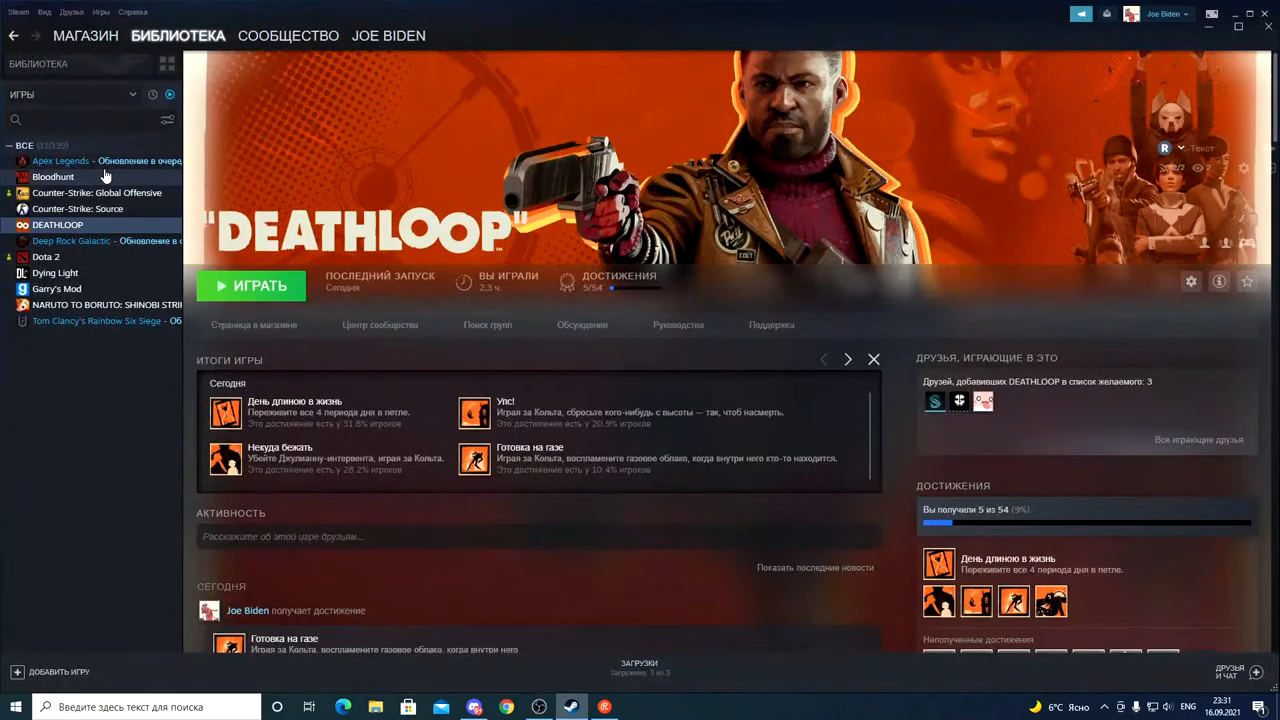 Steam Вид Друзья Игры Справка
Joe Biden
МАГАЗИН БИБЛИОТЕКА СООБЩЕСТВО JOE BIDEN
БИБЛИОТЕКА
ИГРЫ
ВСЕ (11/139)
Apex Legends - Обновление в очере
Bloodhunt
Counter-Strike: Global Offensive
Counter-Strike: Source
DEATHLOOP
Deep Rock Galactic - Обновление в о
Dota 2
Dying Light
Garry's Mod
NARUTO TO BORUTO: SHINOBI STRIK
Tom Clancy's Rainbow Six Siege - Об
"DEATHLOOP"
R Текст
2/2 2
ИГРАТЬ
ПОСЛЕДНИЙ ЗАПУСК
Сегодня
ВЫ ИГРАЛИ
2,3 ч.
ДОСТИЖЕНИЯ
5/54
Страница в магазине Центр сообщества Поиск групп Обсуждения Руководства Поддержка
ИТОГИ ИГРЫ
Сегодня
День длиною в жизнь
Переживите все 4 периода дня в петле.
Это достижение есть у 31.8% игроков
Упс!
Играя за Кольта, сбросьте кого-нибудь с высоты — так, чтоб насмерть.
Это достижение есть у 20.9% игроков
Некуда бежать
Убейте Джулианну-интервента, играя за Кольта.
Это достижение есть у 28.2% игроков
Готовка на газе
Играя за Кольта, воспламените газовое облако, когда внутри него кто-то находится.
Это достижение есть у 10.4% игроков
АКТИВНОСТЬ
Расскажите об этой игре друзьям...
Показать последние новости
СЕГОДНЯ
Joe Biden получает достижение
Готовка на газе
Играя за Кольта, воспламените газовое облако, когда внутри него кто-то находится.
ДРУЗЬЯ, ИГРАЮЩИЕ В ЭТО
Друзей, добавивших DEATHLOOP в список желаемого: 3
Все играющие друзья
ДОСТИЖЕНИЯ
Вы получили 5 из 54 (9%).
День длиною в жизнь
Переживите все 4 периода дня в петле.
Неполученные достижения
ДОБАВИТЬ ИГРУ
ЗАГРУЗКИ
Загружено: 3 из 3
ДРУЗЬЯ
И ЧАТ
Введите здесь текст для поиска
6°C Ясно
ENG
23:31
16.09.2021